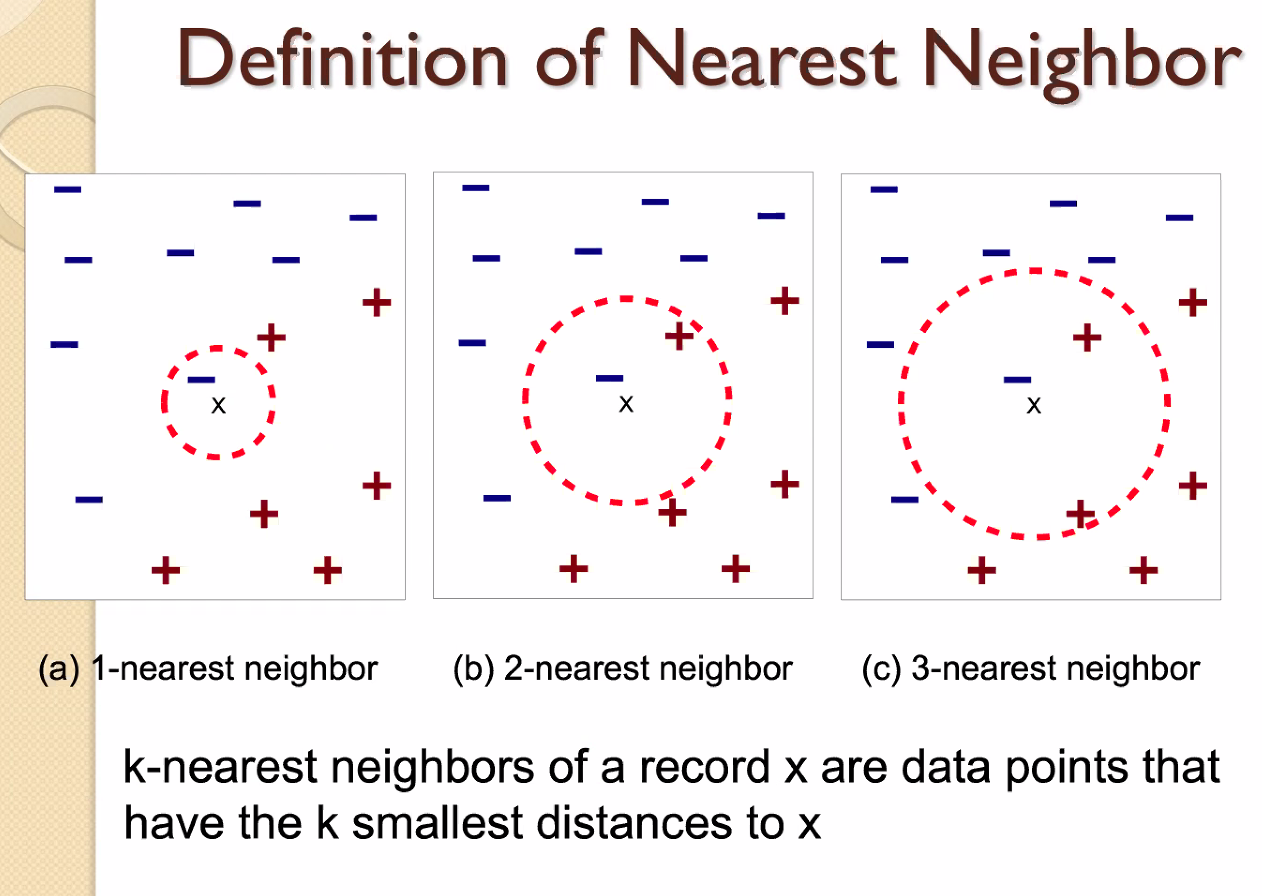 Definition of Nearest Neighbor
x
x
x
(a) 1-nearest neighbor
(b) 2-nearest neighbor
(c) 3-nearest neighbor
k-nearest neighbors of a record x are data points that
have the k smallest distances to x